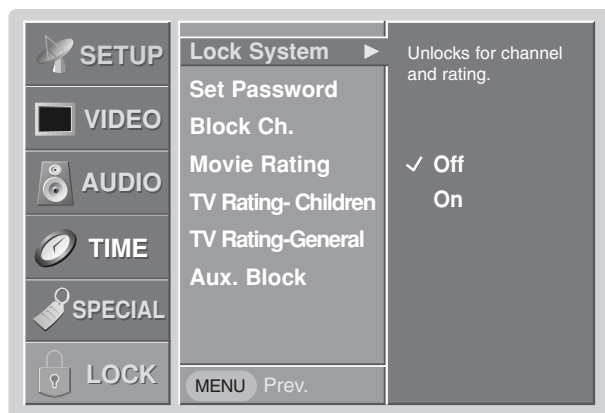 SETUP
VIDEO
AUDIO
TIME
SPECIAL
LOCK
Lock System ►
Set Password
Block Ch.
Movie Rating
TV Rating- Children
TV Rating-General
Aux. Block
MENU Prev.
Unlocks for channel
and rating.
✓ Off
On